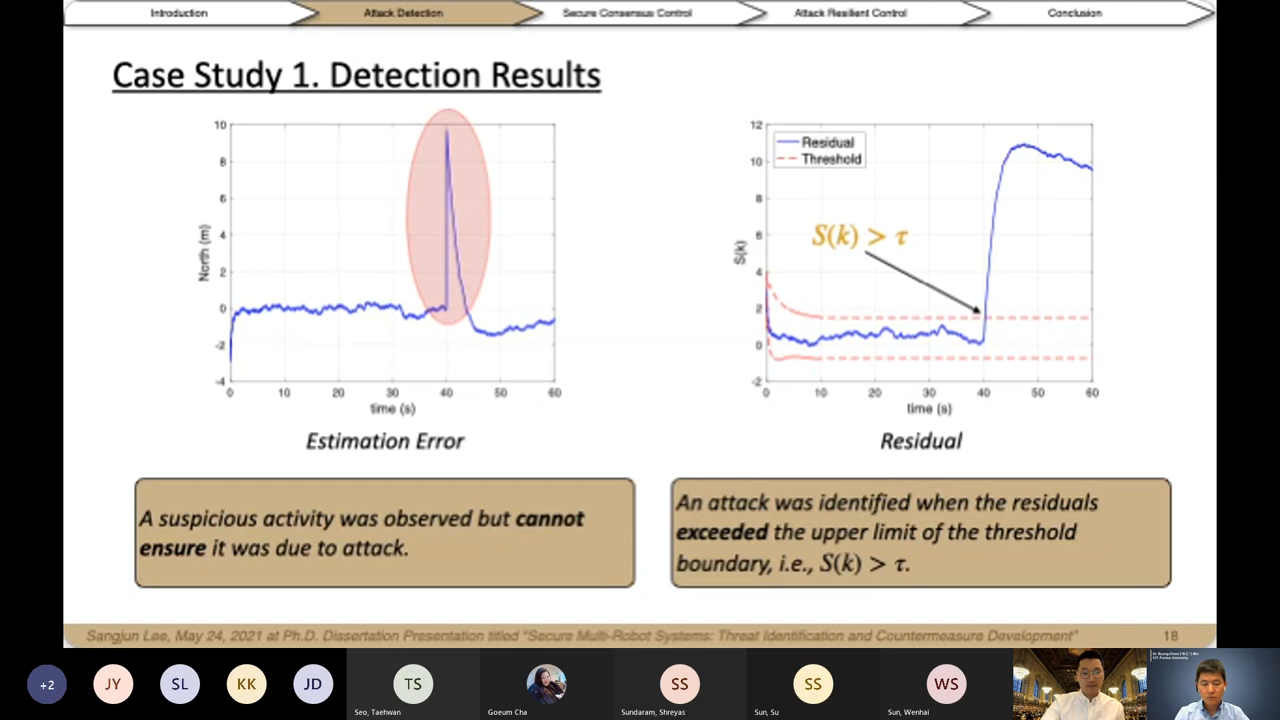 Introduction
Attack Detection
Secure Consensus Control
Attack Resilient Control
Conclusion
Case Study 1. Detection Results
10
8
6
4
2
0
-2
-4
North (m)
0 10 20 30 40 50 60
time (s)
Estimation Error
12
10
8
6
4
2
0
-2
S(k)
Residual
Threshold
S(k) > τ
0 10 20 30 40 50 60
time (s)
Residual
A suspicious activity was observed but cannot
ensure it was due to attack.
An attack was identified when the residuals
exceeded the upper limit of the threshold
boundary, i.e., S(k) > τ.
Sangjun Lee, May 24, 2021 at Ph.D. Dissertation Presentation titled "Secure Multi-Robot Systems: Threat Identification and Countermeasure Development"
18
+2
JY
SL
KK
JD
TS
Seo, Taehwan
Goeum Cha
SS
Sundaram, Shreyas
SS
Sun, Su
WS
Sun, Wenhai